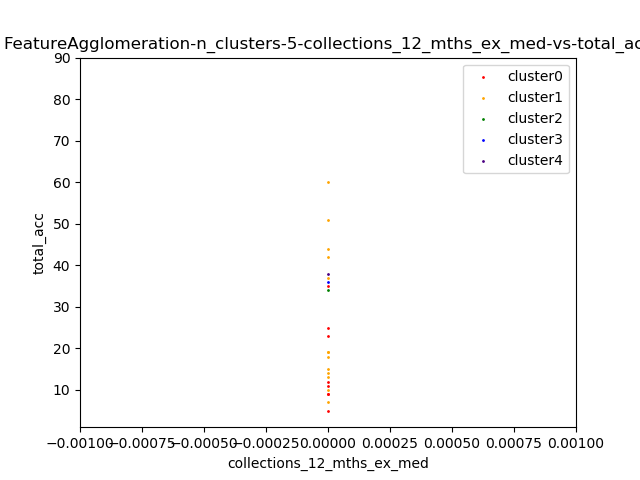 FeatureAgglomeration-n_clusters-5-collections_12_mths_ex_med-vs-total_ac
90
80
70
60
50
40
30
20
10
total_acc
cluster0
cluster1
cluster2
cluster3
cluster4
−0.00100 −0.00075 −0.00050 −0.00025 0.00000 0.00025 0.00050 0.00075 0.00100
collections_12_mths_ex_med